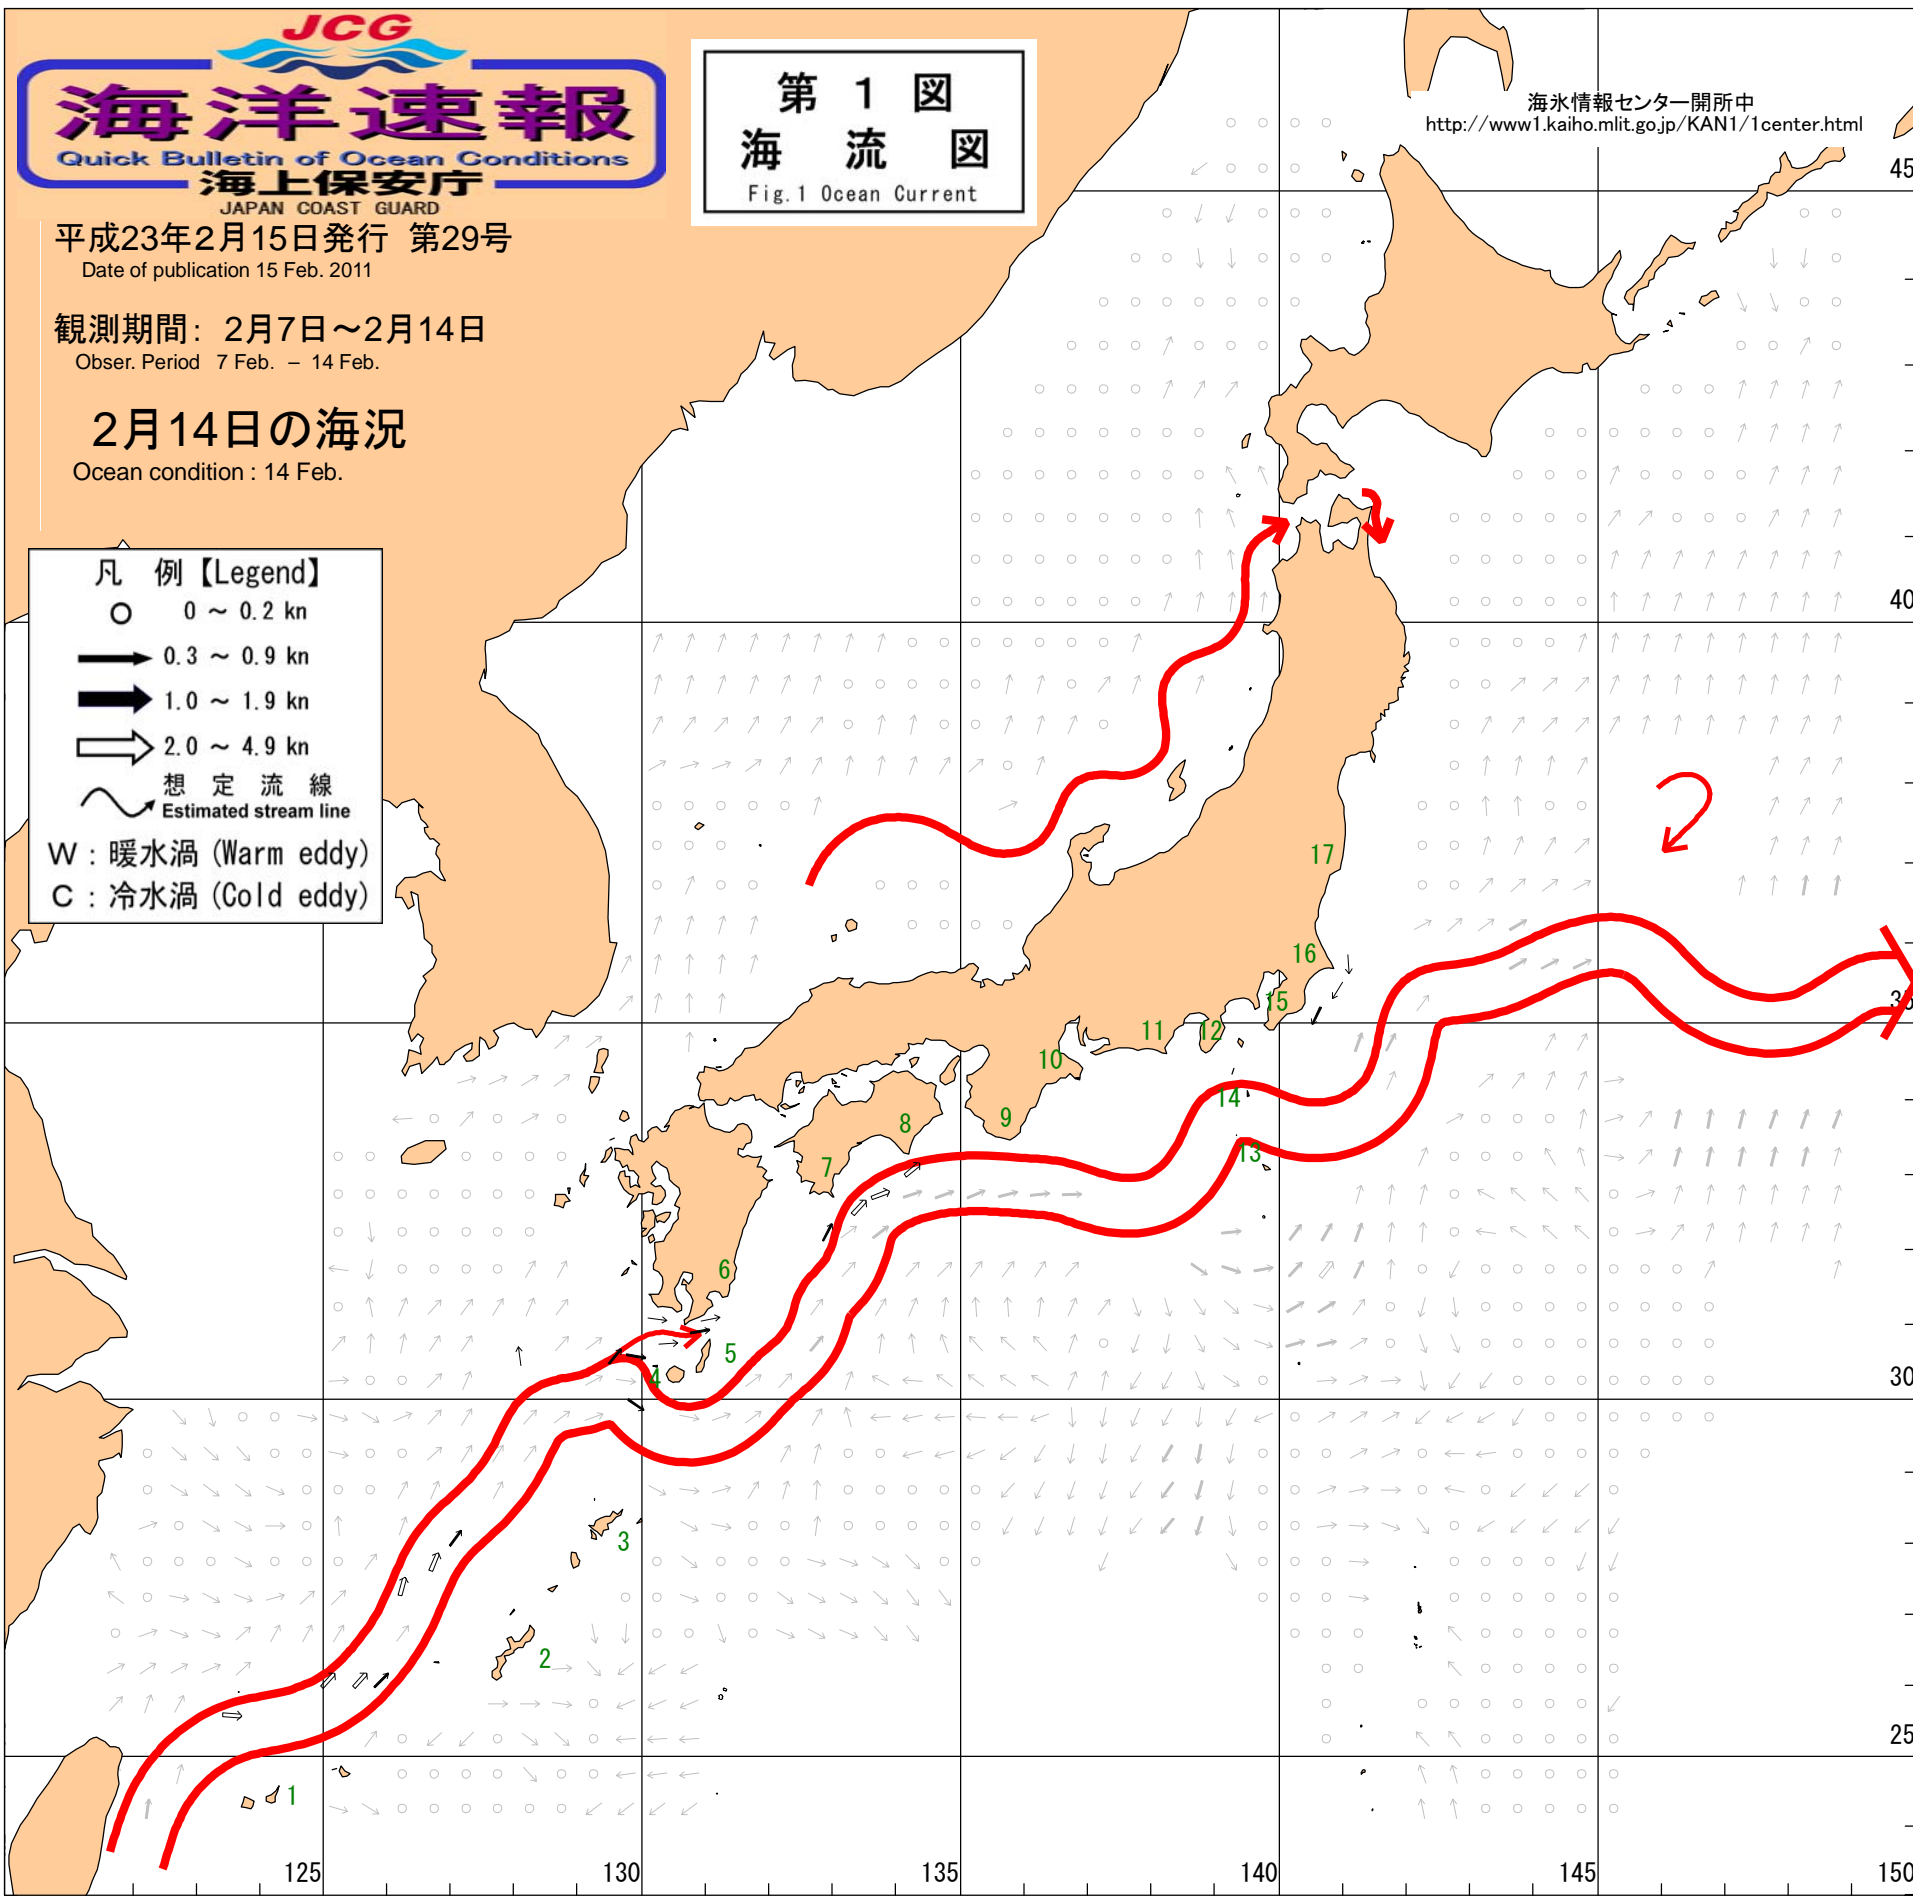 JCG
海洋速報
Quick Bulletin of Ocean Conditions
海上保安庁
JAPAN COAST GUARD
第 1 図
海 流 図
Fig.1 Ocean Current
海氷情報センター開所中
http://www1.kaiho.mlit.go.jp/KAN1/1center.html
平成23年2月15日発行 第29号
Date of publication 15 Feb. 2011
観測期間: 2月7日～2月14日
Obser. Period 7 Feb. – 14 Feb.
2月14日の海況
Ocean condition : 14 Feb.
凡 例【Legend】
0 ～ 0.2 kn
0.3 ～ 0.9 kn
1.0 ～ 1.9 kn
2.0 ～ 4.9 kn
想 定 流 線
Estimated stream line
W : 暖水渦 (Warm eddy)
C : 冷水渦 (Cold eddy)
45
40
35
30
25
17
16
15
14
13
12
11
10
9
8
7
6
5
4
3
2
1
125
130
135
140
145
150